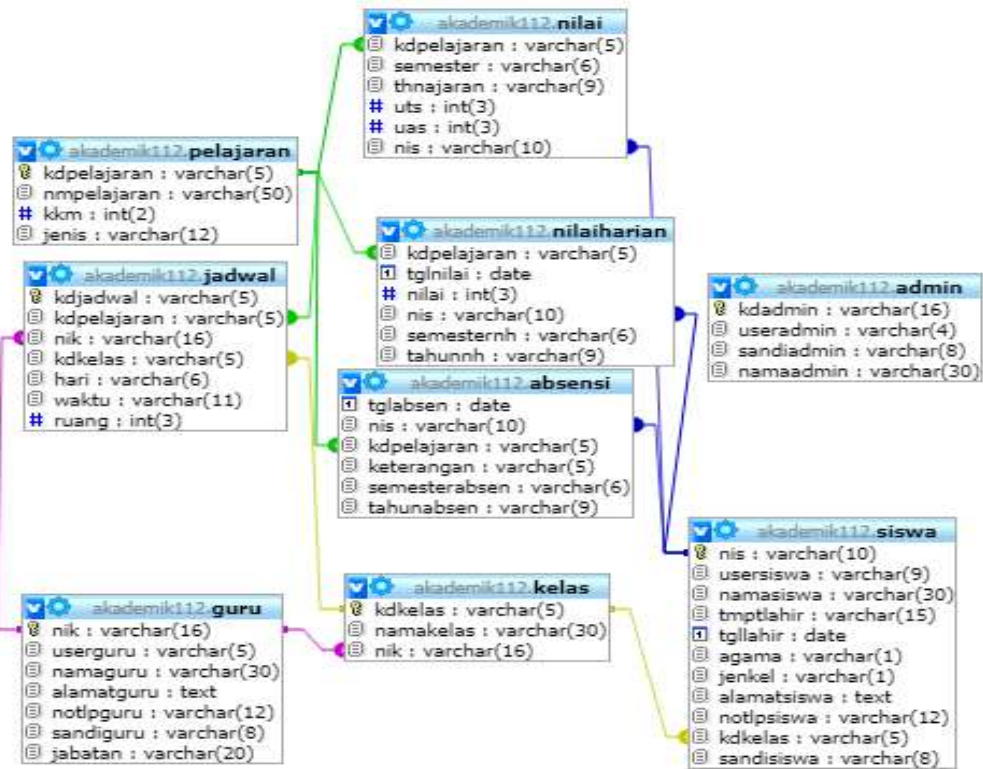 akademik112.nilai
kdpelajaran : varchar(5)
semester : varchar(6)
thnajaran : varchar(9)
# uts : int(3)
# uas : int(3)
nis : varchar(10)
akademik112.pelajaran
kdpelajaran : varchar(5)
nmpelajaran : varchar(50)
# kkm : int(2)
jenis : varchar(12)
akademik112.nilaiharian
kdpelajaran : varchar(5)
tglnilai : date
# nilai : int(3)
nis : varchar(10)
semesternh : varchar(6)
tahunnh : varchar(9)
akademik112.jadwal
kdjadwal : varchar(5)
kdpelajaran : varchar(5)
nik : varchar(16)
kdkelas : varchar(5)
hari : varchar(6)
waktu : varchar(11)
# ruang : int(3)
akademik112.admin
kdadmin : varchar(16)
useradmin : varchar(4)
sandiadmin : varchar(8)
namaadmin : varchar(30)
akademik112.absensi
tglabsen : date
nis : varchar(10)
kdpelajaran : varchar(5)
keterangan : varchar(5)
semesterabsen : varchar(6)
tahunabsen : varchar(9)
akademik112.siswa
nis : varchar(10)
usersiswa : varchar(9)
namasiswa : varchar(30)
tmptlahir : varchar(15)
tgllahir : date
agama : varchar(1)
jenkel : varchar(1)
alamatsiswa : text
notlpsiswa : varchar(12)
kdkelas : varchar(5)
sandisiswa : varchar(8)
akademik112.kelas
kdkelas : varchar(5)
namakelas : varchar(30)
nik : varchar(16)
akademik112.guru
nik : varchar(16)
userguru : varchar(5)
namaguru : varchar(30)
alamatguru : text
notlpguru : varchar(12)
sandiguru : varchar(8)
jabatan : varchar(20)